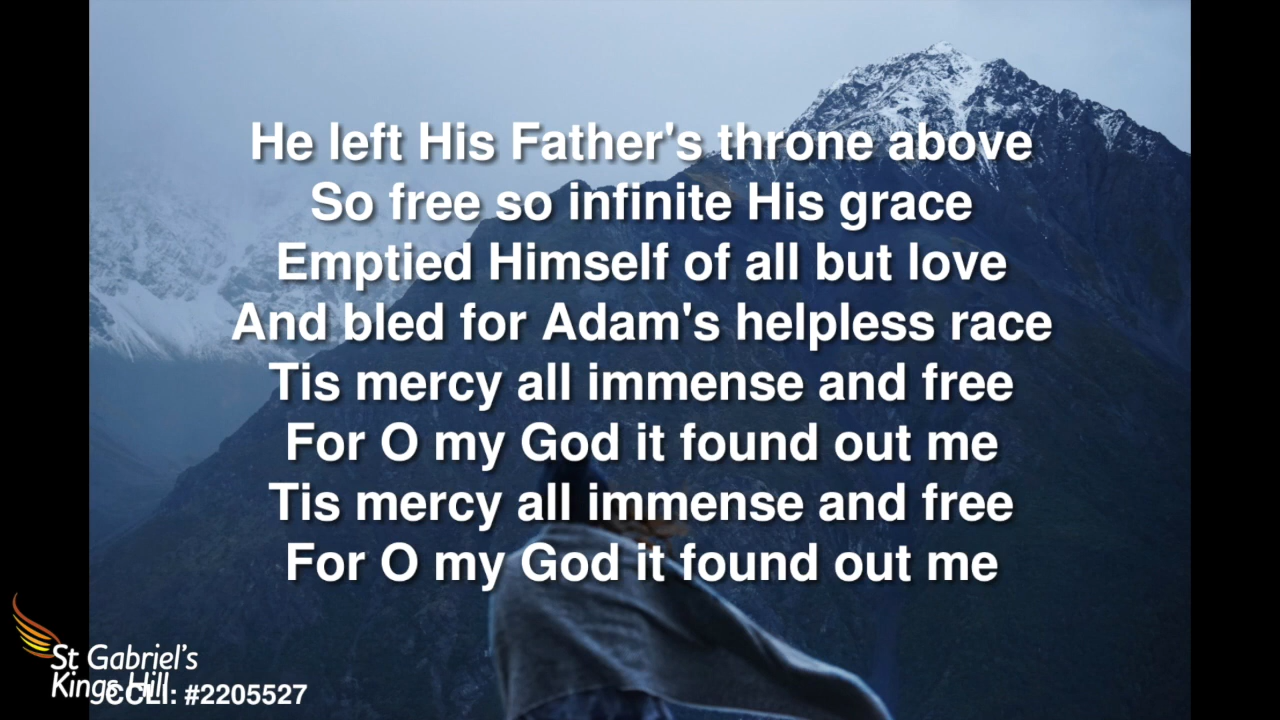 He left His Father's throne above
So free so infinite His grace
Emptied Himself of all but love
And bled for Adam's helpless race
Tis mercy all immense and free
For O my God it found out me
Tis mercy all immense and free
For O my God it found out me
St Gabriel's
Kings Hill
CCLI: #2205527